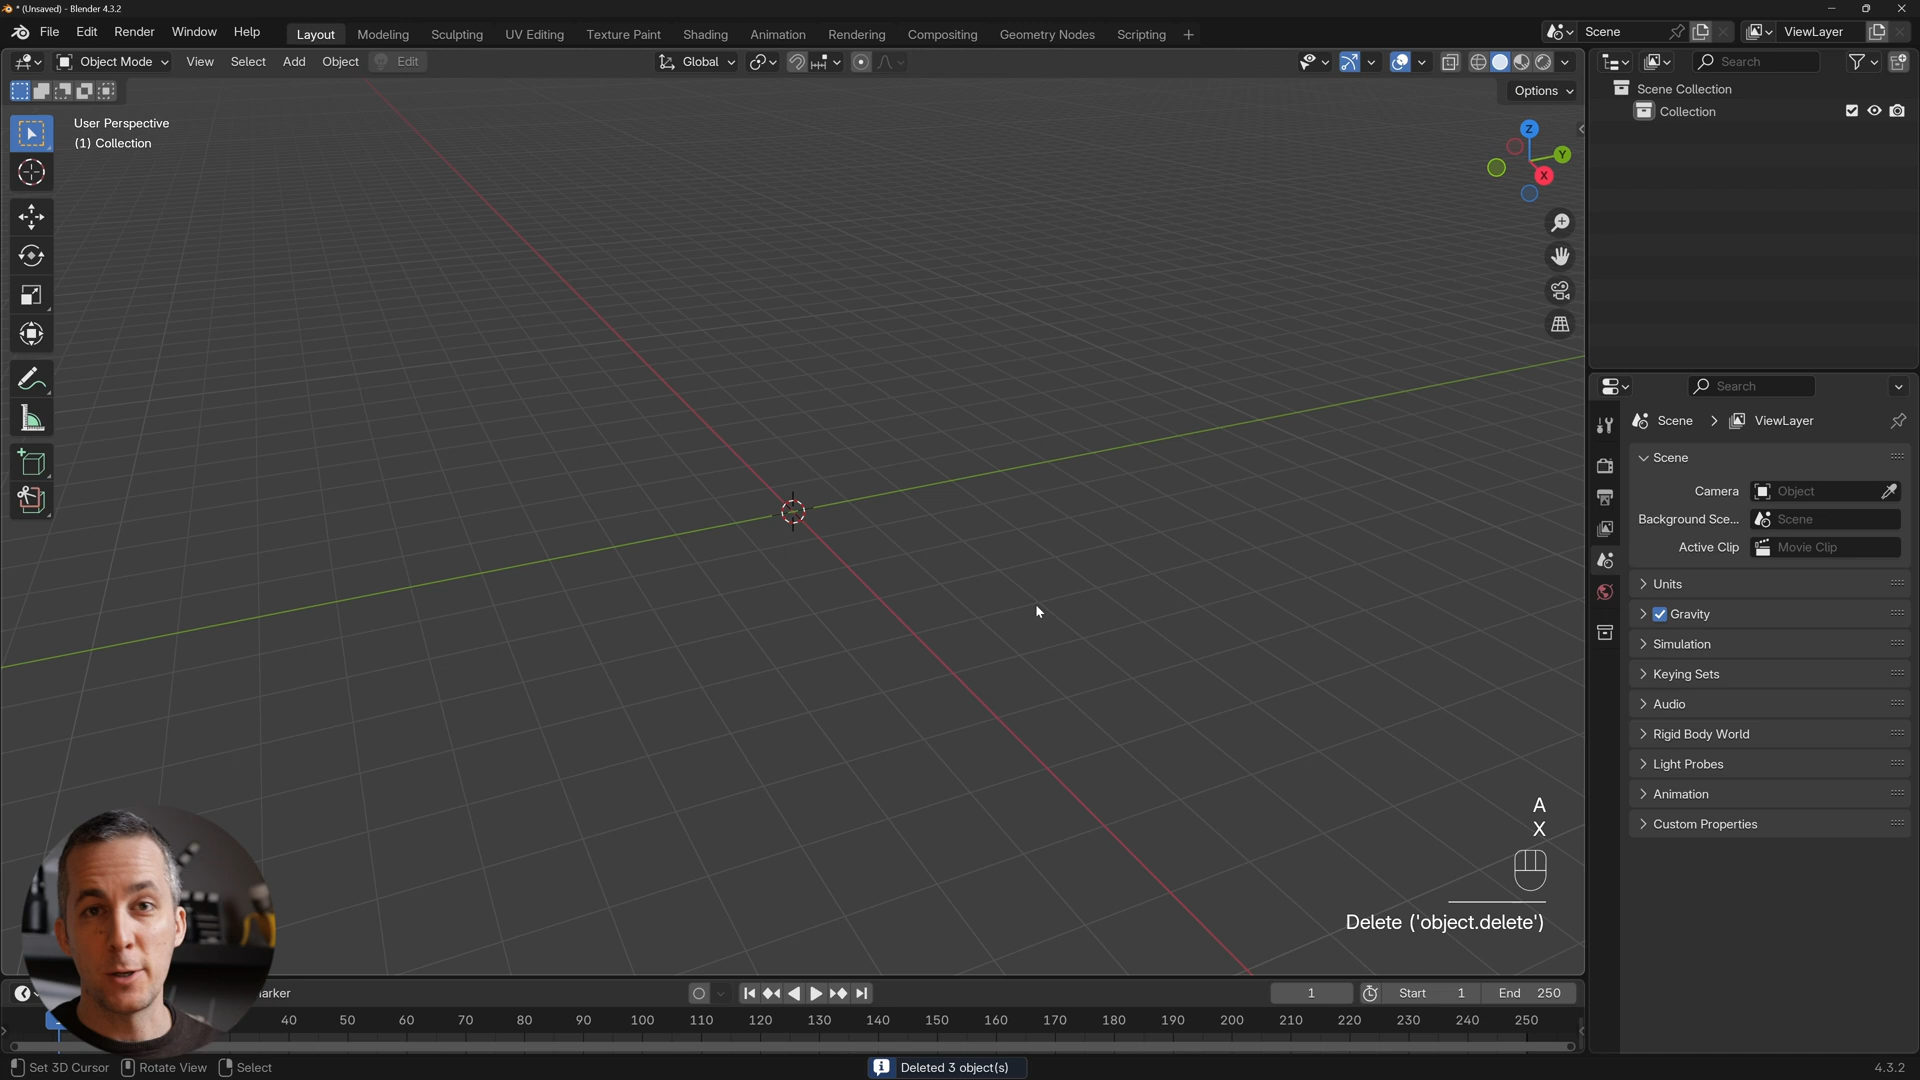 * (Unsaved) - Blender 4.3.2
File Edit Render Window Help
Layout Modeling Sculpting UV Editing Texture Paint Shading Animation Rendering Compositing Geometry Nodes Scripting +
Scene
ViewLayer
Object Mode View Select Add Object Edit
Global
Search
Options
User Perspective
(1) Collection
Z
Y
X
Scene Collection
Collection
Search
Scene > ViewLayer
Scene
Camera Object
Background Sce... Scene
Active Clip Movie Clip
Units
Gravity
Simulation
Keying Sets
Audio
Rigid Body World
Light Probes
Animation
Custom Properties
A
X
Delete ('object.delete')
arker
1
Start 1
End 250
40 50 60 70 80 90 100 110 120 130 140 150 160 170 180 190 200 210 220 230 240 250
Set 3D Cursor Rotate View Select
Deleted 3 object(s)
4.3.2